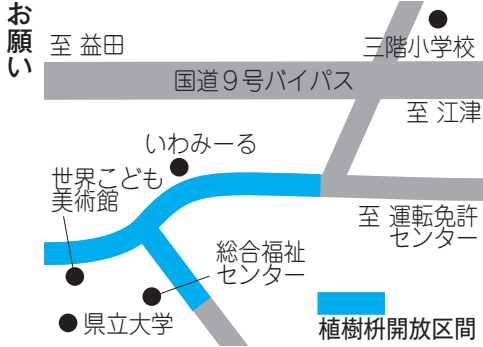 お願い
至 益田
三階小学校
国道9号バイパス
至 江津
いわみーる
世界こども
美術館
至 運転免許
センター
総合福祉
センター
県立大学
植樹枡開放区間